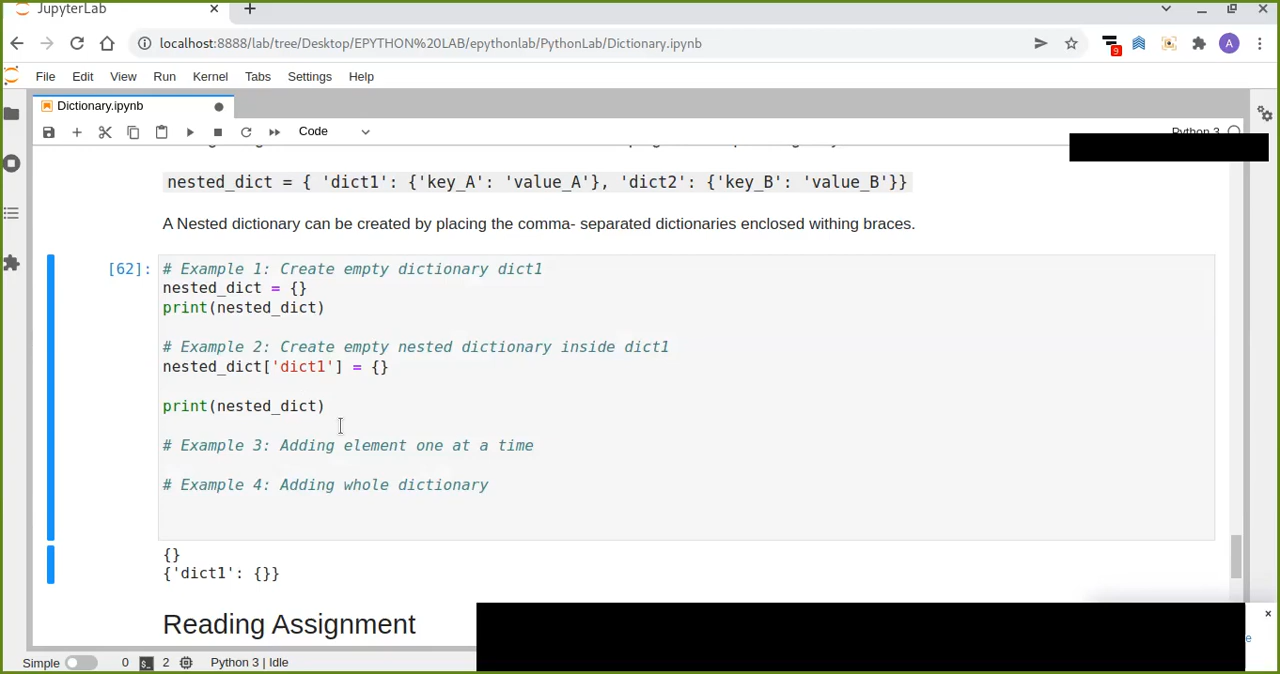 JupyterLab
localhost:8888/lab/tree/Desktop/EPYTHON%20LAB/epythonlab/PythonLab/Dictionary.ipynb
9
A
File Edit View Run Kernel Tabs Settings Help
Dictionary.ipynb
Code
Python 3
nested_dict = { 'dict1': {'key_A': 'value_A'}, 'dict2': {'key_B': 'value_B'}}
A Nested dictionary can be created by placing the comma- separated dictionaries enclosed withing braces.
[62]: # Example 1: Create empty dictionary dict1
nested_dict = {}
print(nested_dict)
# Example 2: Create empty nested dictionary inside dict1
nested_dict['dict1'] = {}
print(nested_dict)
# Example 3: Adding element one at a time
# Example 4: Adding whole dictionary
{}
{'dict1': {}}
Reading Assignment
Simple 0 2 Python 3 | Idle